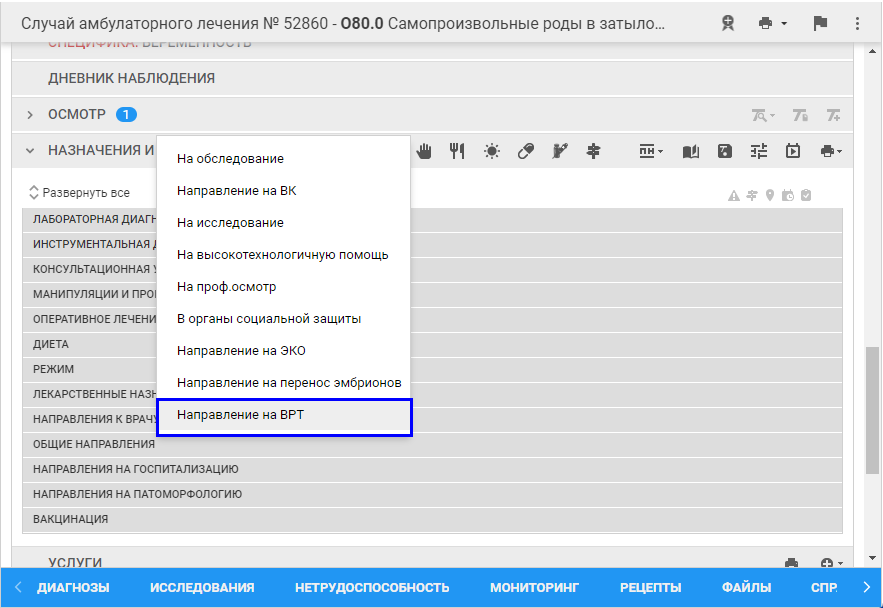 Случай амбулаторного лечения № 52860 - O80.0 Самопроизвольные роды в затыло...
СПЕЦИФИКА: БЕРЕМЕННОСТЬ
ДНЕВНИК НАБЛЮДЕНИЯ
ОСМОТР 1
НАЗНАЧЕНИЯ И
ПН
Развернуть все
На обследование
Направление на ВК
На исследование
На высокотехнологичную помощь
На проф.осмотр
В органы социальной защиты
Направление на ЭКО
Направление на перенос эмбрионов
Направление на ВРТ
ЛАБОРАТОРНАЯ ДИАГН
ИНСТРУМЕНТАЛЬНАЯ Д
КОНСУЛЬТАЦИОННАЯ У
МАНИПУЛЯЦИИ И ПРО
ОПЕРАТИВНОЕ ЛЕЧЕНИ
ДИЕТА
РЕЖИМ
ЛЕКАРСТВЕННЫЕ НАЗН
НАПРАВЛЕНИЯ К ВРАЧУ
ОБЩИЕ НАПРАВЛЕНИЯ
НАПРАВЛЕНИЯ НА ГОСПИТАЛИЗАЦИЮ
НАПРАВЛЕНИЯ НА ПАТОМОРФОЛОГИЮ
ВАКЦИНАЦИЯ
УСЛУГИ
ДИАГНОЗЫ ИССЛЕДОВАНИЯ НЕТРУДОСПОСОБНОСТЬ МОНИТОРИНГ РЕЦЕПТЫ ФАЙЛЫ СПР